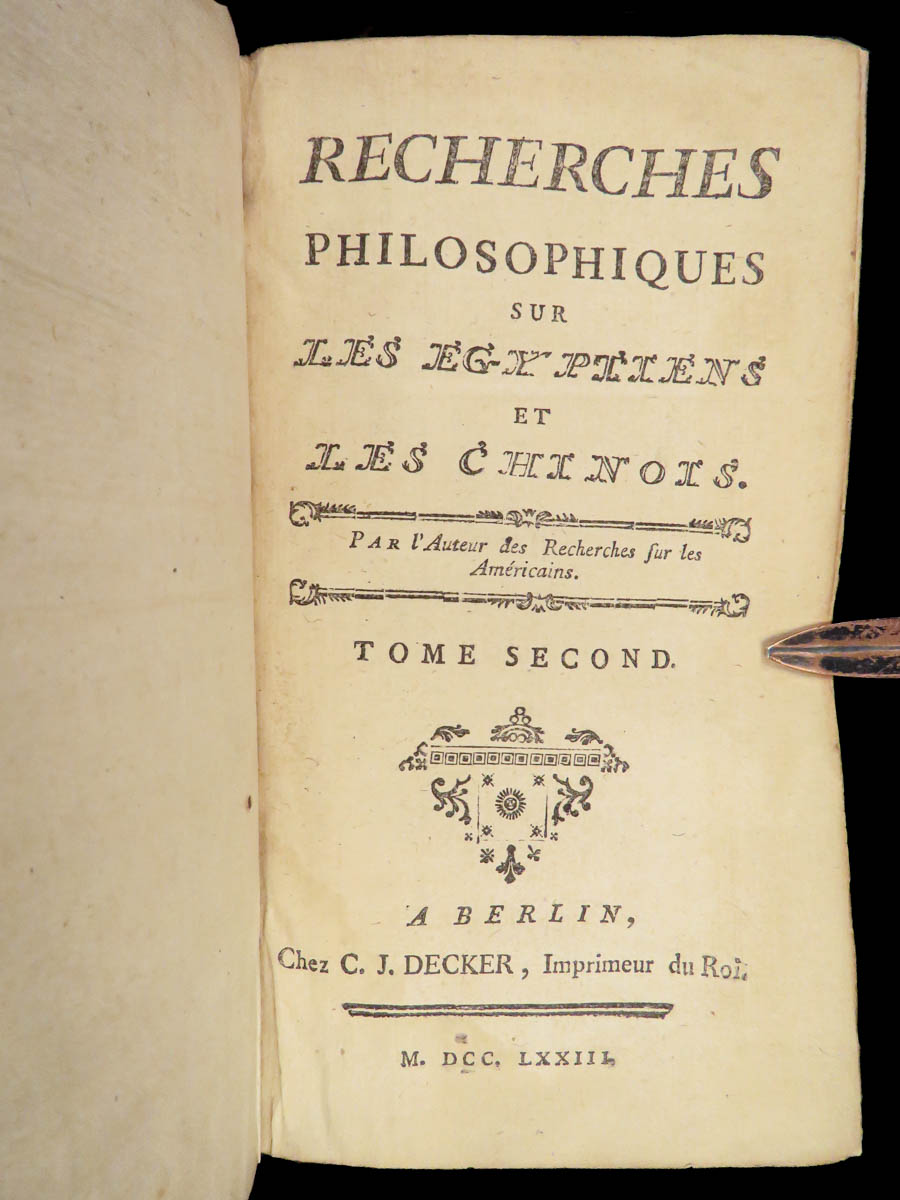 RECHERCHES
PHILOSOPHIQUES
SUR
LES EGYPTIENS
ET
LES CHINOIS.
PAR l'Auteur des Recherches ſur les
Américains.
TOME SECOND.
A BERLIN,
Chez C. J. DECKER, Imprimeur du Roi.
M. DCC. LXXIII.